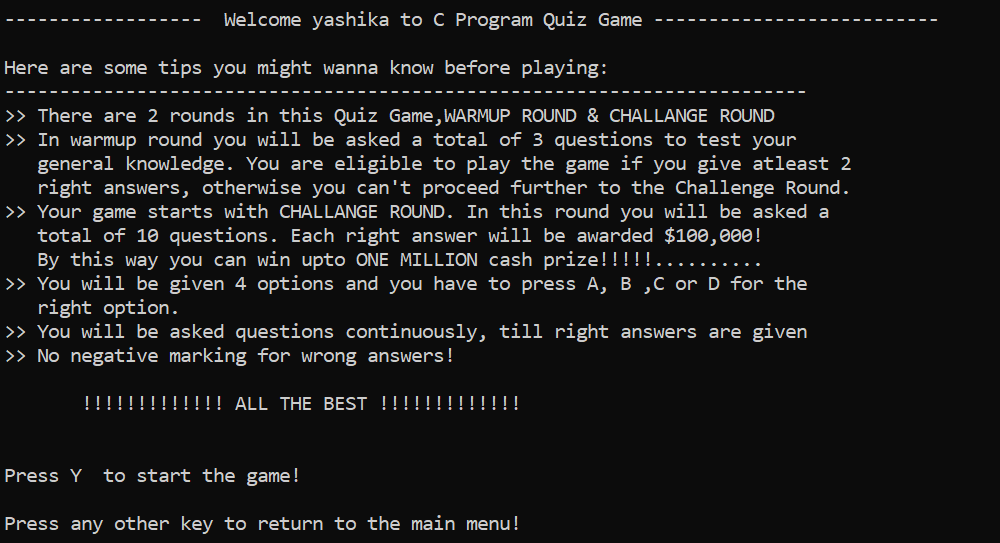 ------------------  Welcome yashika to C Program Quiz Game --------------------------
Here are some tips you might wanna know before playing:
-------------------------------------------------------------------------
>> There are 2 rounds in this Quiz Game,WARMUP ROUND & CHALLANGE ROUND
>> In warmup round you will be asked a total of 3 questions to test your
   general knowledge. You are eligible to play the game if you give atleast 2
   right answers, otherwise you can't proceed further to the Challenge Round.
>> Your game starts with CHALLANGE ROUND. In this round you will be asked a
   total of 10 questions. Each right answer will be awarded $100,000!
   By this way you can win upto ONE MILLION cash prize!!!!!..........
>> You will be given 4 options and you have to press A, B ,C or D for the
   right option.
>> You will be asked questions continuously, till right answers are given
>> No negative marking for wrong answers!
       !!!!!!!!!!!!! ALL THE BEST !!!!!!!!!!!!!
Press Y  to start the game!
Press any other key to return to the main menu!